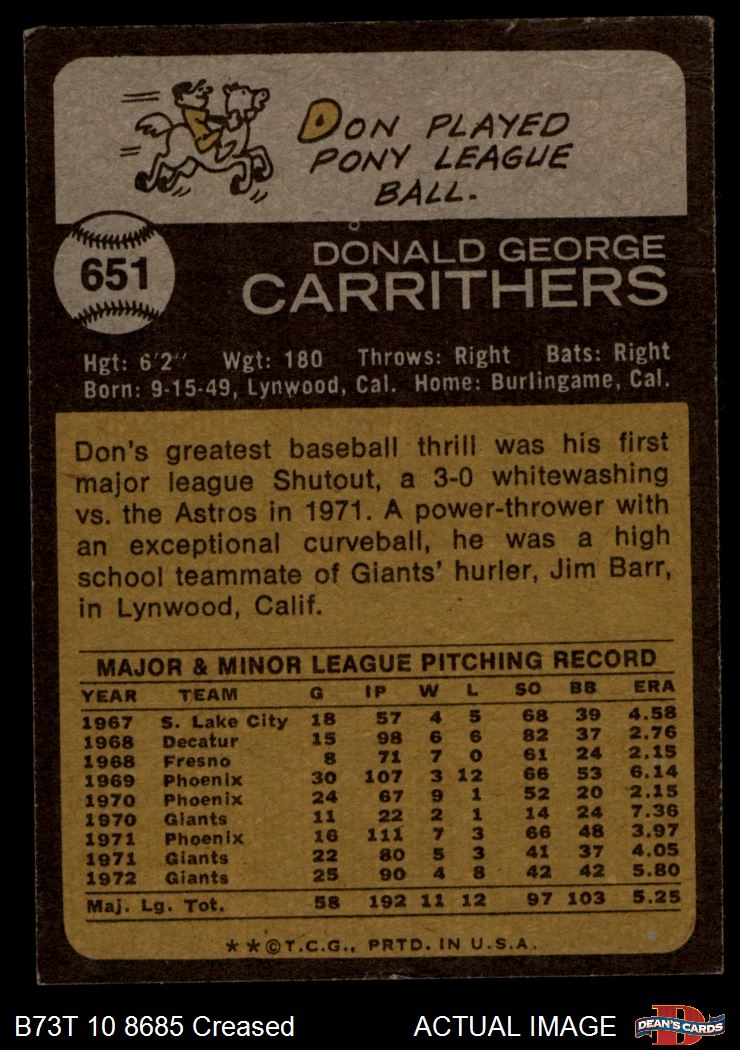 DON PLAYED
PONY LEAGUE
BALL.
651
DONALD GEORGE
CARRITHERS
Hgt: 6'2" Wgt: 180 Throws: Right Bats: Right
Born: 9-15-49, Lynwood, Cal. Home: Burlingame, Cal.
Don's greatest baseball thrill was his first
major league Shutout, a 3-0 whitewashing
vs. the Astros in 1971. A power-thrower with
an exceptional curveball, he was a high
school teammate of Giants' hurler, Jim Barr,
in Lynwood, Calif.
MAJOR & MINOR LEAGUE PITCHING RECORD
YEAR TEAM G IP W L SO BB ERA
1967 S. Lake City 18 57 4 5 68 39 4.58
1968 Decatur 15 98 6 6 82 37 2.76
1968 Fresno 8 71 7 0 61 24 2.15
1969 Phoenix 30 107 3 12 66 53 6.14
1970 Phoenix 24 67 9 1 52 20 2.15
1970 Giants 11 22 2 1 14 24 7.36
1971 Phoenix 16 111 7 3 66 48 3.97
1971 Giants 22 80 5 3 41 37 4.05
1972 Giants 25 90 4 8 42 42 5.80
Maj. Lg. Tot. 58 192 11 12 97 103 5.25
**©T.C.G., PRTD. IN U.S.A.
B73T 10 8685 Creased ACTUAL IMAGE
DEAN'S CARDS